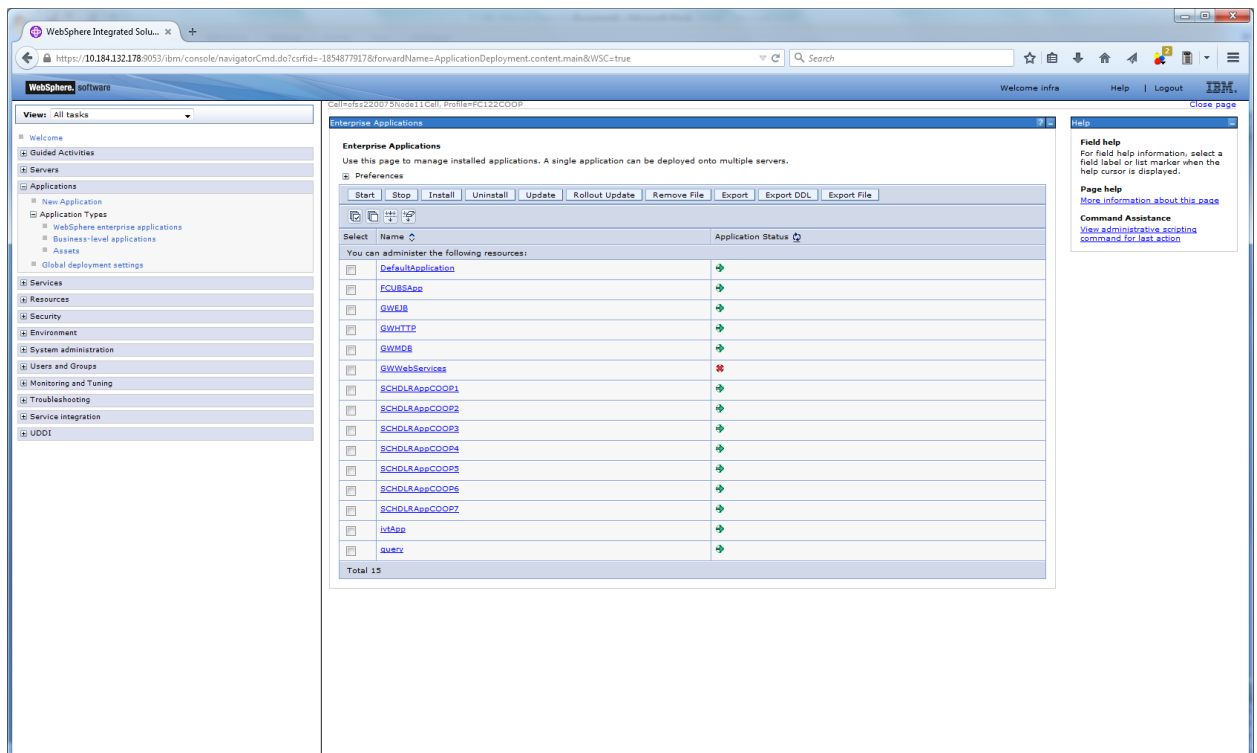 WebSphere Integrated Solu... × +
https://10.184.132.178:9053/ibm/console/navigatorCmd.do?csrfid=-1854877917&forwardName=ApplicationDeployment.content.main&WSC=true
Search
2
WebSphere. software
Welcome infra
Help | Logout
IBM.
View: All tasks
Welcome
Guided Activities
Servers
Applications
New Application
Application Types
WebSphere enterprise applications
Business-level applications
Assets
Global deployment settings
Services
Resources
Security
Environment
System administration
Users and Groups
Monitoring and Tuning
Troubleshooting
Service integration
UDDI
Cell=ofss220075Node11Cell, Profile=FC122COOP
Close page
Enterprise Applications
? -
Enterprise Applications
Use this page to manage installed applications. A single application can be deployed onto multiple servers.
Preferences
Start Stop Install Uninstall Update Rollout Update Remove File Export Export DDL Export File
Select Name Application Status
You can administer the following resources:
DefaultApplication
FCUBSApp
GWEJB
GWHTTP
GWMDB
GWWebServices
SCHDLRAppCOOP1
SCHDLRAppCOOP2
SCHDLRAppCOOP3
SCHDLRAppCOOP4
SCHDLRAppCOOP5
SCHDLRAppCOOP6
SCHDLRAppCOOP7
ivtApp
query
Total 15
Help
Field help
For field help information, select a
field label or list marker when the
help cursor is displayed.
Page help
More information about this page
Command Assistance
View administrative scripting
command for last action